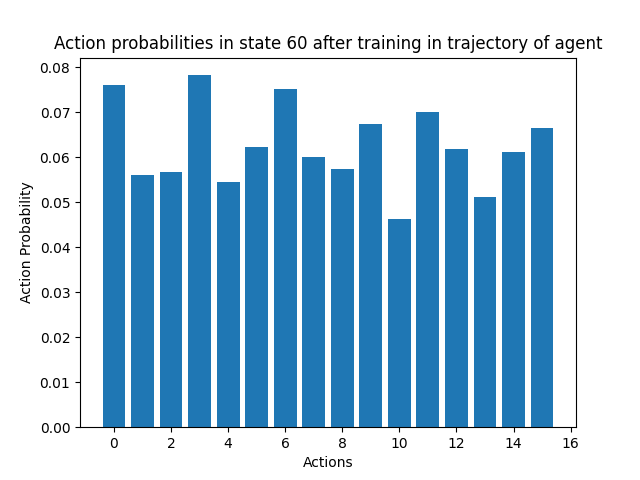 Action probabilities in state 60 after training in trajectory of agent
0.08
0.07
0.06
0.05
0.04
0.03
0.02
0.01
0.00
Action Probability
0 2 4 6 8 10 12 14 16
Actions